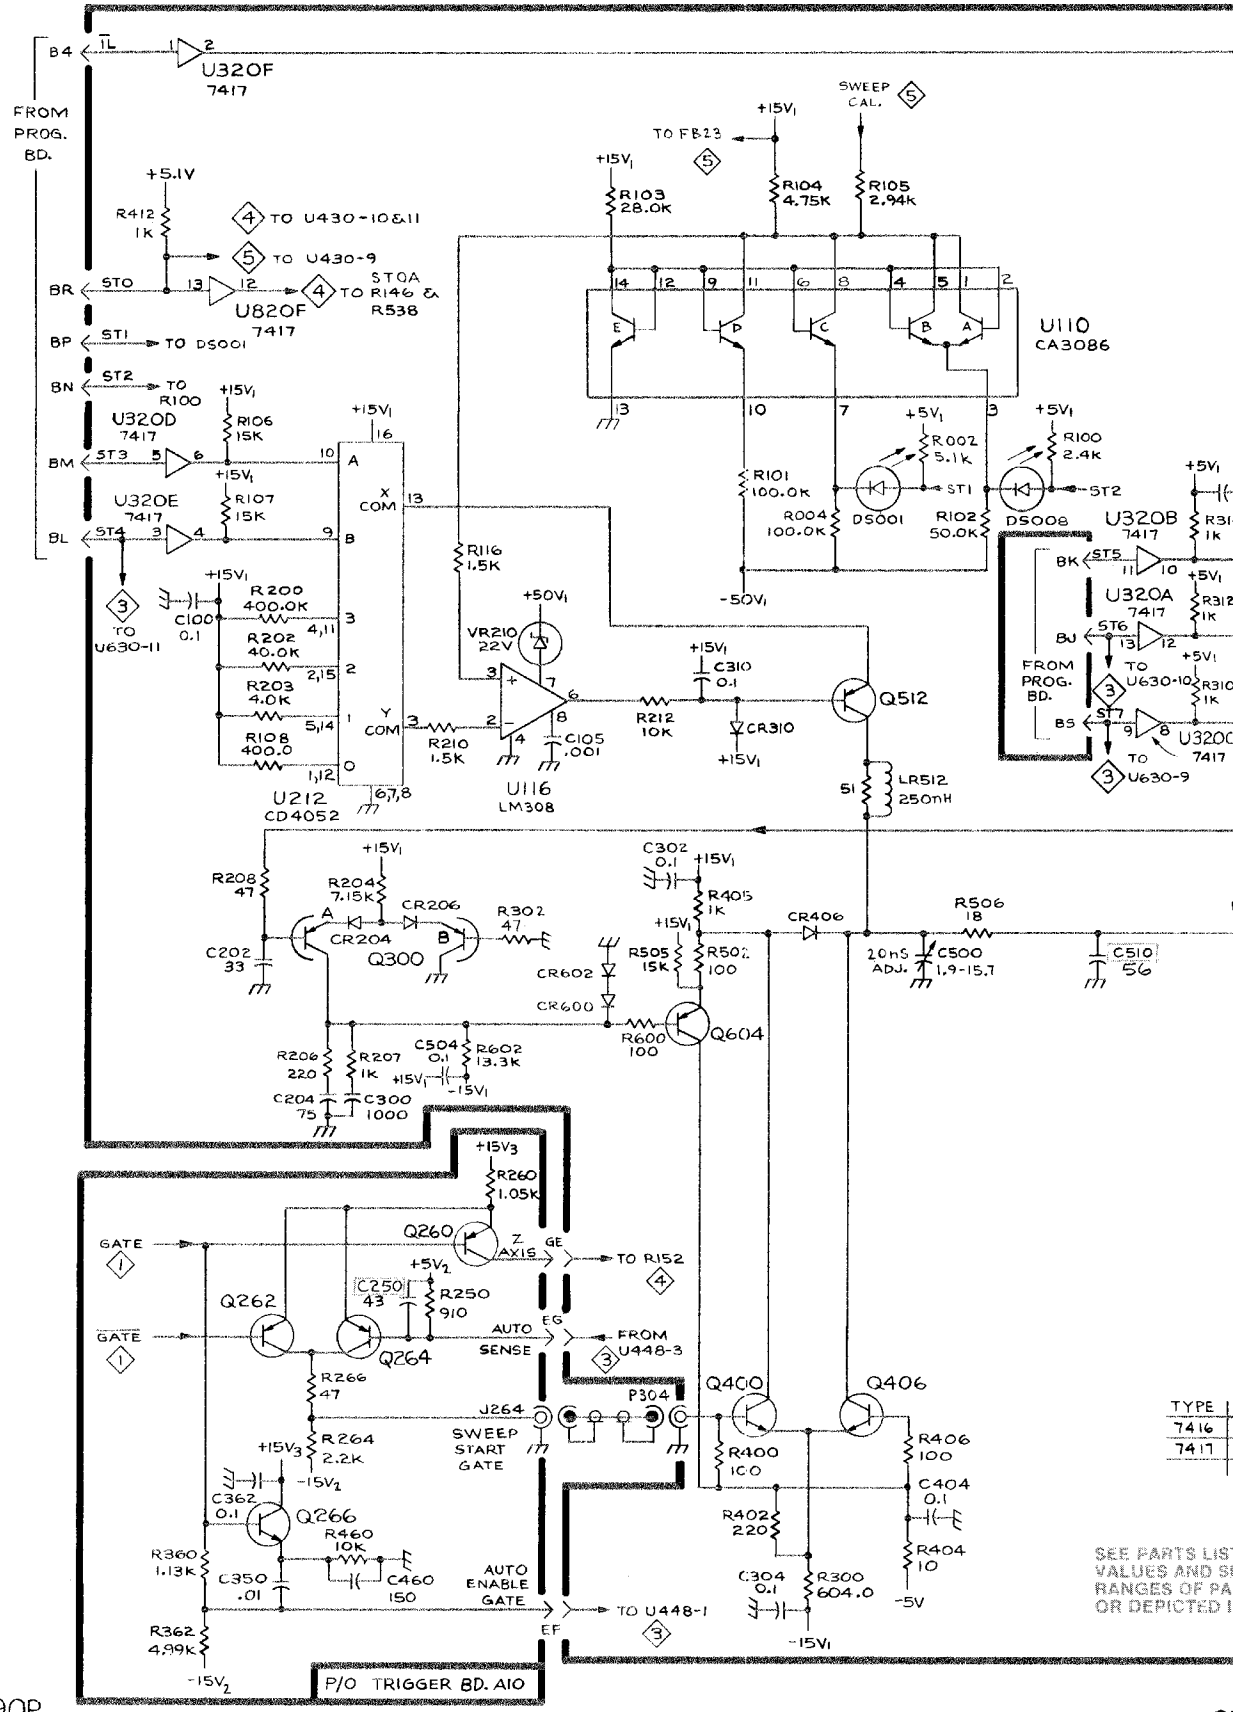 B4
1L
1
2
U320F
7417
FROM
PROG.
BD.
+5.1V
R412
1K
4 TO U430-10&11
5 TO U430-9
BR
STO
13
12
U820F
7417
4
STOA
TO R146 &
R538
BP
ST1
TO DS001
BN
ST2
TO
R100
SWEEP
CAL.
5
+15V1
TO FB23
5
+15V1
R103
28.0K
R104
4.75K
R105
2.94K
14
12
9
11
6
8
4
5
1
2
E
D
C
B
A
U110
CA3086
13
10
7
3
U320D
7417
+15V1
R106
15K
+15V1
16
BM
ST3
5
6
10
A
U320E
7417
+15V1
R107
15K
X
COM
13
BL
ST4
3
4
9
B
3
TO
U630-11
+15V1
C100
0.1
R200
400.0K
3
4,11
R202
40.0K
2
2,15
R203
4.0K
1
5,14
R108
400.0
0
1,12
Y
COM
3
6,7,8
U212
CD4052
R116
1.5K
+50V1
VR210
22V
3
+
7
6
2
−
8
4
R210
1.5K
C105
.001
U116
LM308
R212
10K
+15V1
C310
0.1
CR310
+15V1
Q512
51
LR512
250nH
R101
100.0K
R004
100.0K
-50V1
+5V1
R002
5.1K
DS001
ST1
R102
50.0K
+5V1
R100
2.4K
DS008
ST2
+5V1
U320B
7417
R31
1K
BK
ST5
11
10
+5V1
U320A
7417
R312
1K
BJ
ST6
13
12
FROM
PROG.
BD.
3
TO
U630-10
+5V1
R310
1K
BS
ST7
9
8
U320C
7417
3
TO
U630-9
R208
47
+15V1
R204
7.15K
CR206
A
CR204
B
Q300
R302
47
C202
33
CR602
CR600
C302
0.1
+15V1
R405
1K
+15V1
R505
15K
R502
100
CR406
R506
18
20nS
ADJ.
C500
1.9-15.7
C510
56
Q604
R600
100
R206
220
R207
1K
C504
0.1
R602
13.3K
+15V1
-15V1
C204
75
C300
1000
+15V3
R260
1.05K
Q260
GATE
1
Z
AXIS
GE
TO R152
4
+5V2
C250
43
R250
910
Q262
GATE
1
Q264
AUTO
SENSE
EG
FROM
U448-3
3
R266
47
J264
P304
SWEEP
START
GATE
R264
2.2K
-15V2
+15V3
C362
0.1
Q266
R460
10K
R360
1.13K
C350
.01
C460
150
AUTO
ENABLE
GATE
EF
TO U448-1
3
R362
4.99K
-15V2
P/O TRIGGER BD. A10
Q400
Q406
R400
100
R406
100
R402
220
C404
0.1
R404
10
-5V
C304
0.1
R300
604.0
-15V1
TYPE
7416
7417
SEE PARTS LIST
VALUES AND S
RANGES OF PA
OR DEPICTED I